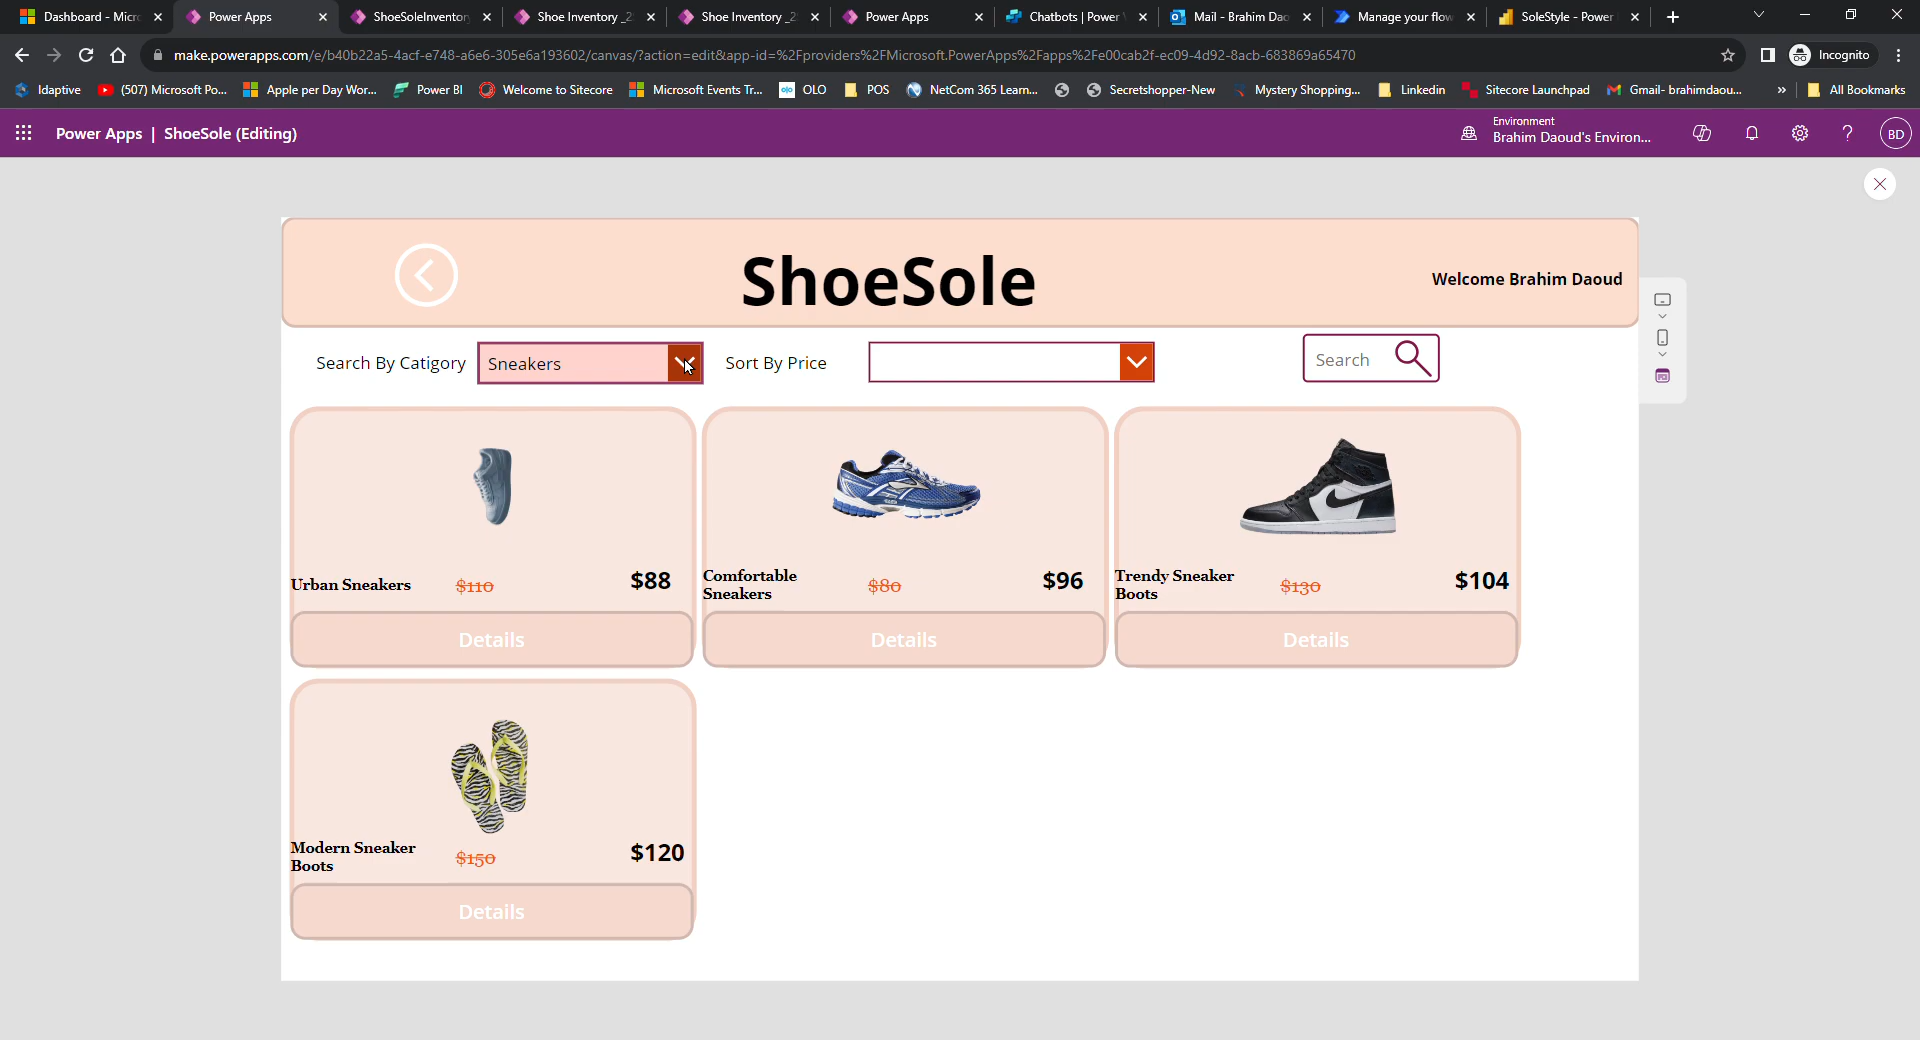 Dashboard - Micr
Power Apps
ShoeSoleInventor
Shoe Inventory _2
Shoe Inventory _2
Power Apps
Chatbots | Power
Mail - Brahim Dao
Manage your flow
SoleStyle - Power
make.powerapps.com/e/b40b22a5-4acf-e748-a6e6-305e6a193602/canvas/?action=edit&app-id=%2Fproviders%2FMicrosoft.PowerApps%2Fapps%2Fe00cab2f-ec09-4d92-8acb-683869a65470
Incognito
Idaptive
(507) Microsoft Po...
Apple per Day Wor...
Power BI
Welcome to Sitecore
Microsoft Events Tr...
OLO
POS
NetCom 365 Learn...
Secretshopper-New
Mystery Shopping...
Linkedin
Sitecore Launchpad
Gmail- brahimdaou...
All Bookmarks
Power Apps | ShoeSole (Editing)
Environment
Brahim Daoud's Environ...
BD
ShoeSole
Welcome Brahim Daoud
Search By Catigory
Sneakers
Sort By Price
Search
Urban Sneakers
$110
$88
Details
Comfortable
Sneakers
$80
$96
Details
Trendy Sneaker
Boots
$130
$104
Details
Modern Sneaker
Boots
$150
$120
Details